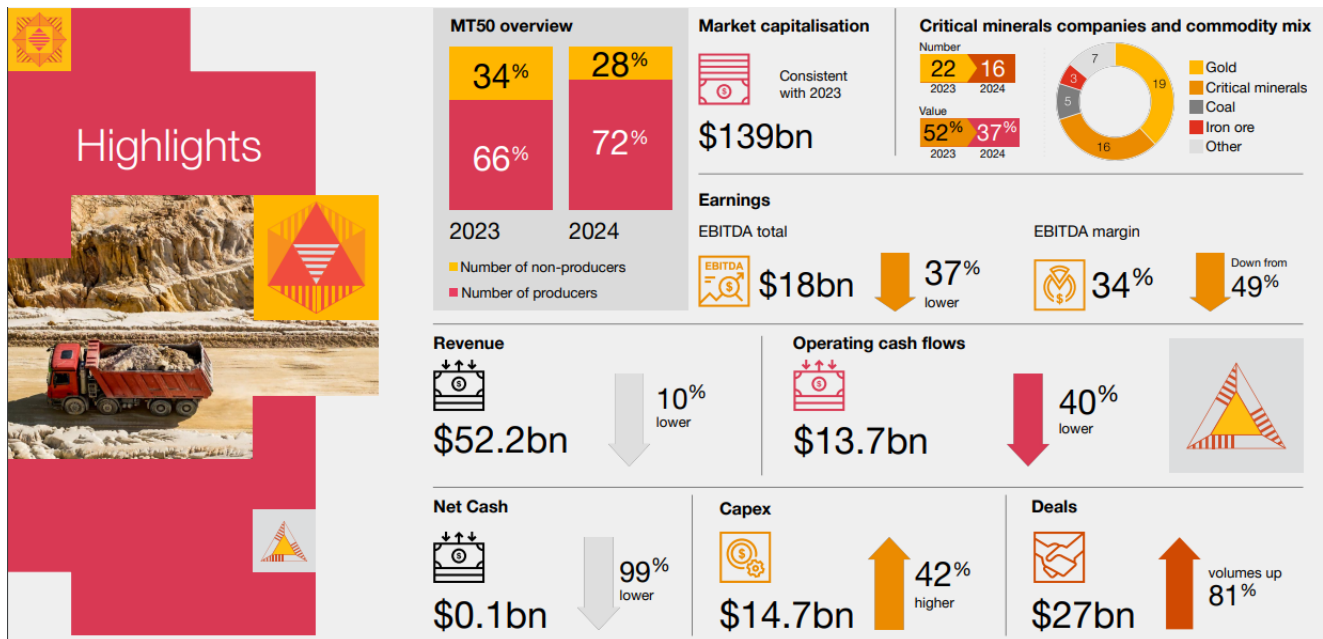 Highlights
MT50 overview
34%
66%
2023
28%
72%
2024
Number of non-producers
Number of producers
Market capitalisation
Consistent
with 2023
$139bn
Critical minerals companies and commodity mix
Number
22 16
2023 2024
Value
52% 37%
2023 2024
7
3
5
16
19
Gold
Critical minerals
Coal
Iron ore
Other
Earnings
EBITDA total
EBITDA
$
$18bn
37%
lower
EBITDA margin
$
34%
Down from
49%
Revenue
$
$52.2bn
10%
lower
Operating cash flows
$
$13.7bn
40%
lower
Net Cash
$
$0.1bn
99%
lower
Capex
$
$14.7bn
42%
higher
Deals
$27bn
volumes up
81%